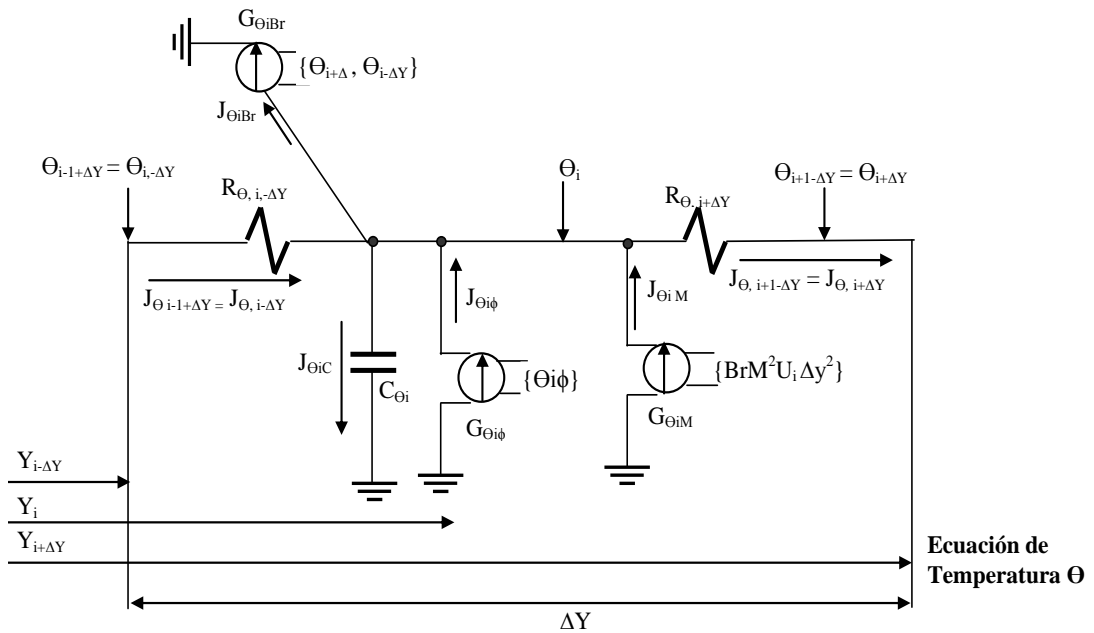 GϴiBr
{ϴi+Δ , ϴi-ΔY}
JϴiBr
ϴi-1+ΔY = ϴi,-ΔY
Rϴ, i,-ΔY
ϴi
Rϴ, i+ΔY
ϴi+1-ΔY = ϴi+ΔY
Jϴ i-1+ΔY = Jϴ, i-ΔY
Jϴiϕ
Jϴi M
Jϴ, i+1-ΔY = Jϴ, i+ΔY
JϴiC
Cϴi
{ϴiϕ}
Gϴiϕ
{BrM²Ui Δy²}
GϴiM
Yi-ΔY
Yi
Yi+ΔY
Ecuación de
Temperatura ϴ
ΔY